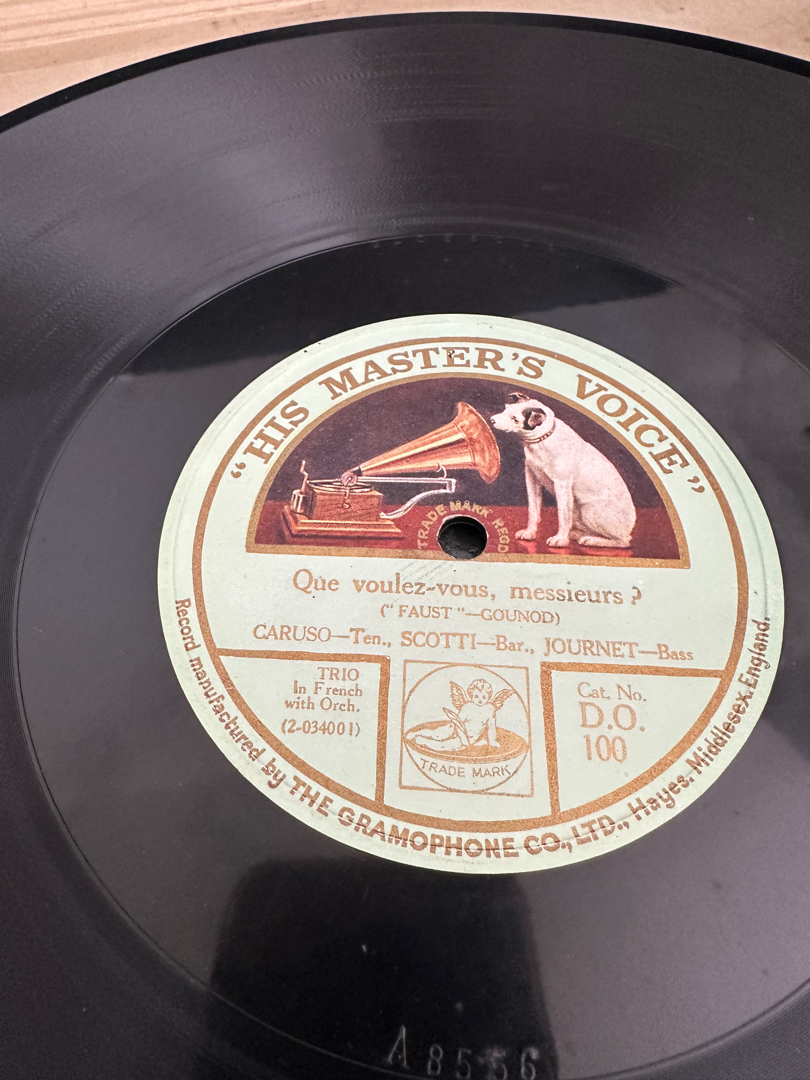 “HIS MASTER'S VOICE”
TRADE MARK REGD
Que voulez-vous, messieurs?
(“FAUST”—GOUNOD)
CARUSO—Ten., SCOTTI—Bar., JOURNET—Bass
TRIO
In French
with Orch.
(2-034001)
TRADE MARK
Cat. No.
D.O.
100
Record manufactured by THE GRAMOPHONE CO., LTD., Hayes, Middlesex, England.
A 8556